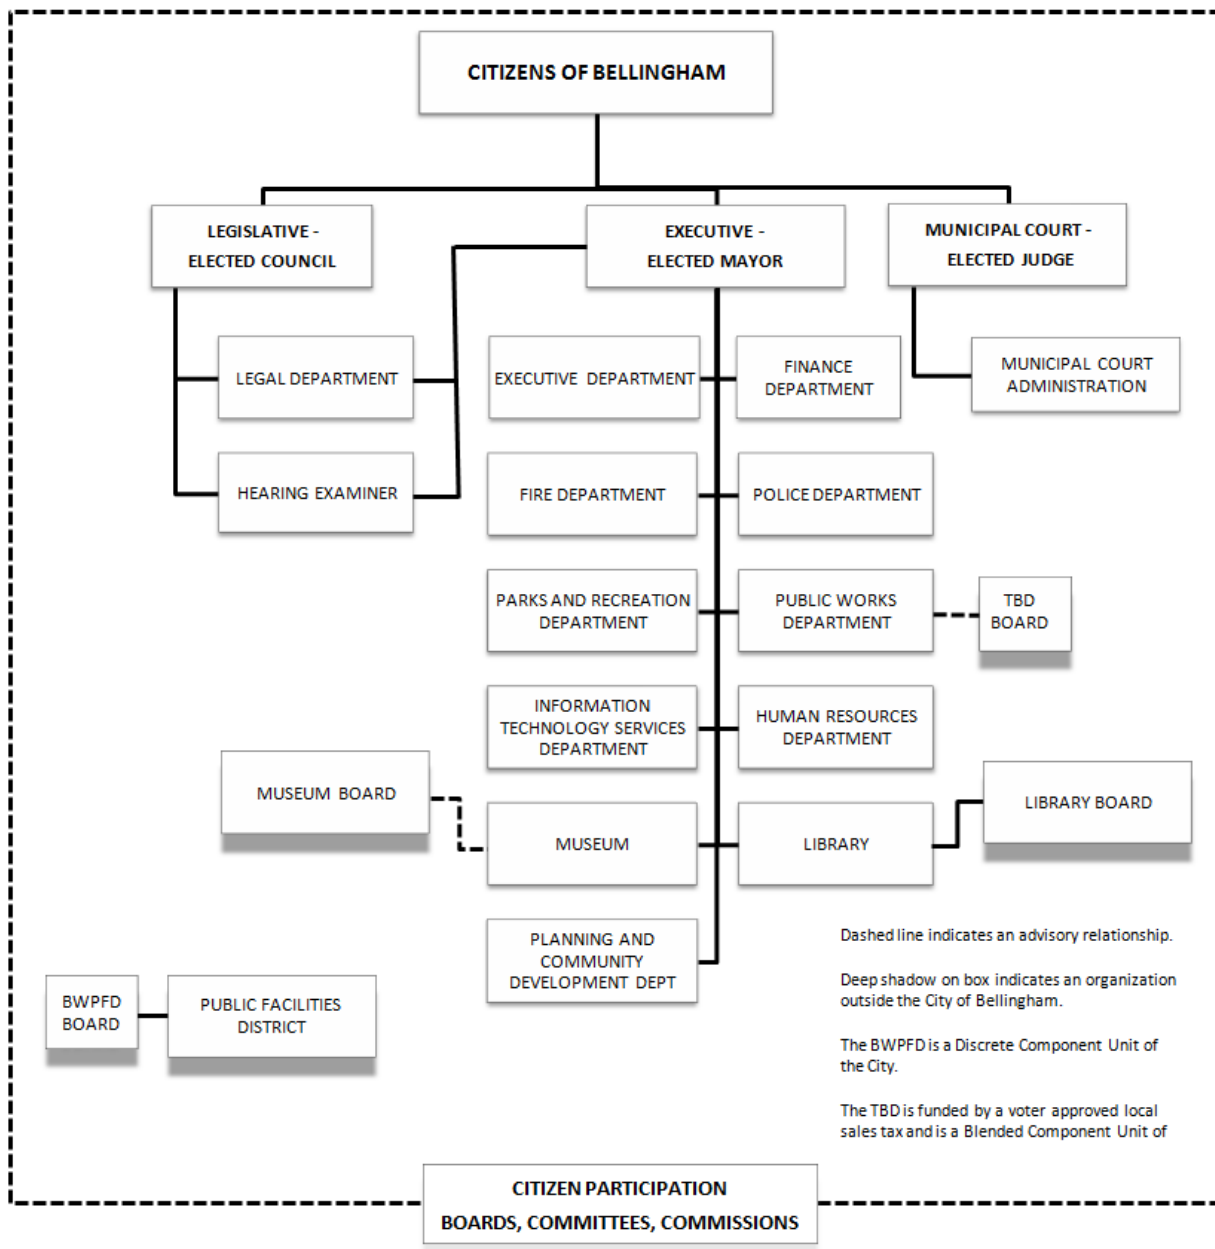 CITIZENS OF BELLINGHAM
LEGISLATIVE -
ELECTED COUNCIL
EXECUTIVE -
ELECTED MAYOR
MUNICIPAL COURT -
ELECTED JUDGE
LEGAL DEPARTMENT
EXECUTIVE DEPARTMENT
FINANCE
DEPARTMENT
MUNICIPAL COURT
ADMINISTRATION
HEARING EXAMINER
FIRE DEPARTMENT
POLICE DEPARTMENT
PARKS AND RECREATION
DEPARTMENT
PUBLIC WORKS
DEPARTMENT
TBD
BOARD
INFORMATION
TECHNOLOGY SERVICES
DEPARTMENT
HUMAN RESOURCES
DEPARTMENT
MUSEUM BOARD
MUSEUM
LIBRARY
LIBRARY BOARD
PLANNING AND
COMMUNITY
DEVELOPMENT DEPT
BWPFD
BOARD
PUBLIC FACILITIES
DISTRICT
Dashed line indicates an advisory relationship.
Deep shadow on box indicates an organization
outside the City of Bellingham.
The BWPFD is a Discrete Component Unit of
the City.
The TBD is funded by a voter approved local
sales tax and is a Blended Component Unit of
CITIZEN PARTICIPATION
BOARDS, COMMITTEES, COMMISSIONS